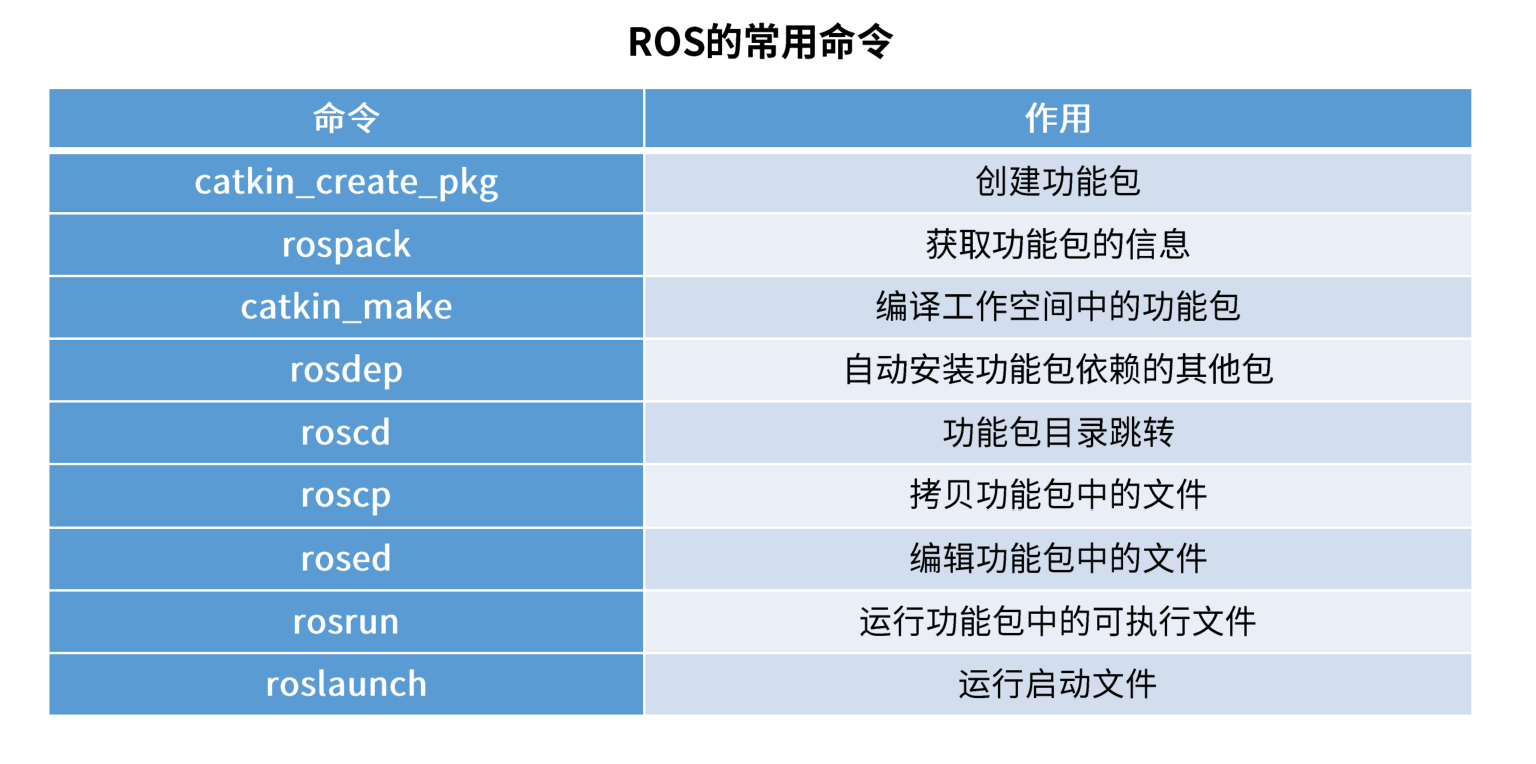 ROS的常用命令
命令 作用
catkin_create_pkg 创建功能包
rospack 获取功能包的信息
catkin_make 编译工作空间中的功能包
rosdep 自动安装功能包依赖的其他包
roscd 功能包目录跳转
roscp 拷贝功能包中的文件
rosed 编辑功能包中的文件
rosrun 运行功能包中的可执行文件
roslaunch 运行启动文件